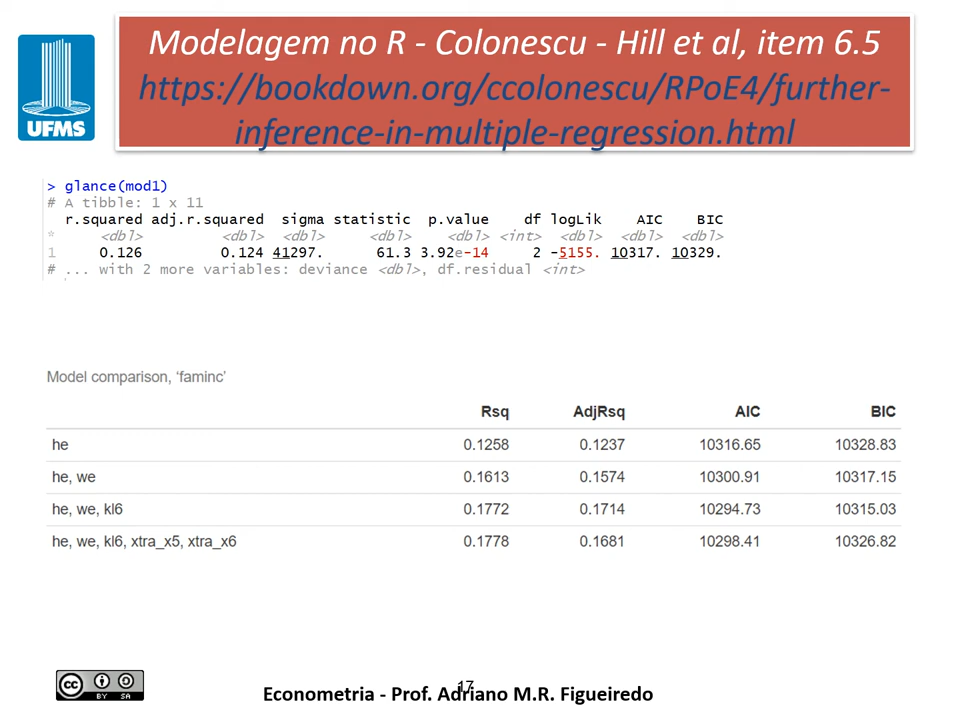 Modelagem no R - Colonescu - Hill et al, item 6.5
https://bookdown.org/ccolonescu/RPoE4/further-
inference-in-multiple-regression.html
UFMS
> glance(mod1)
# A tibble: 1 x 11
r.squared adj.r.squared sigma statistic p.value df logLik AIC BIC
* <dbl> <dbl> <dbl> <dbl> <dbl> <int> <dbl> <dbl> <dbl>
1 0.126 0.124 41297. 61.3 3.92e-14 2 -5155. 10317. 10329.
# ... with 2 more variables: deviance <dbl>, df.residual <int>
Model comparison, ‘faminc’
Rsq AdjRsq AIC BIC
he 0.1258 0.1237 10316.65 10328.83
he, we 0.1613 0.1574 10300.91 10317.15
he, we, kl6 0.1772 0.1714 10294.73 10315.03
he, we, kl6, xtra_x5, xtra_x6 0.1778 0.1681 10298.41 10326.82
cc BY SA
17
Econometria - Prof. Adriano M.R. Figueiredo